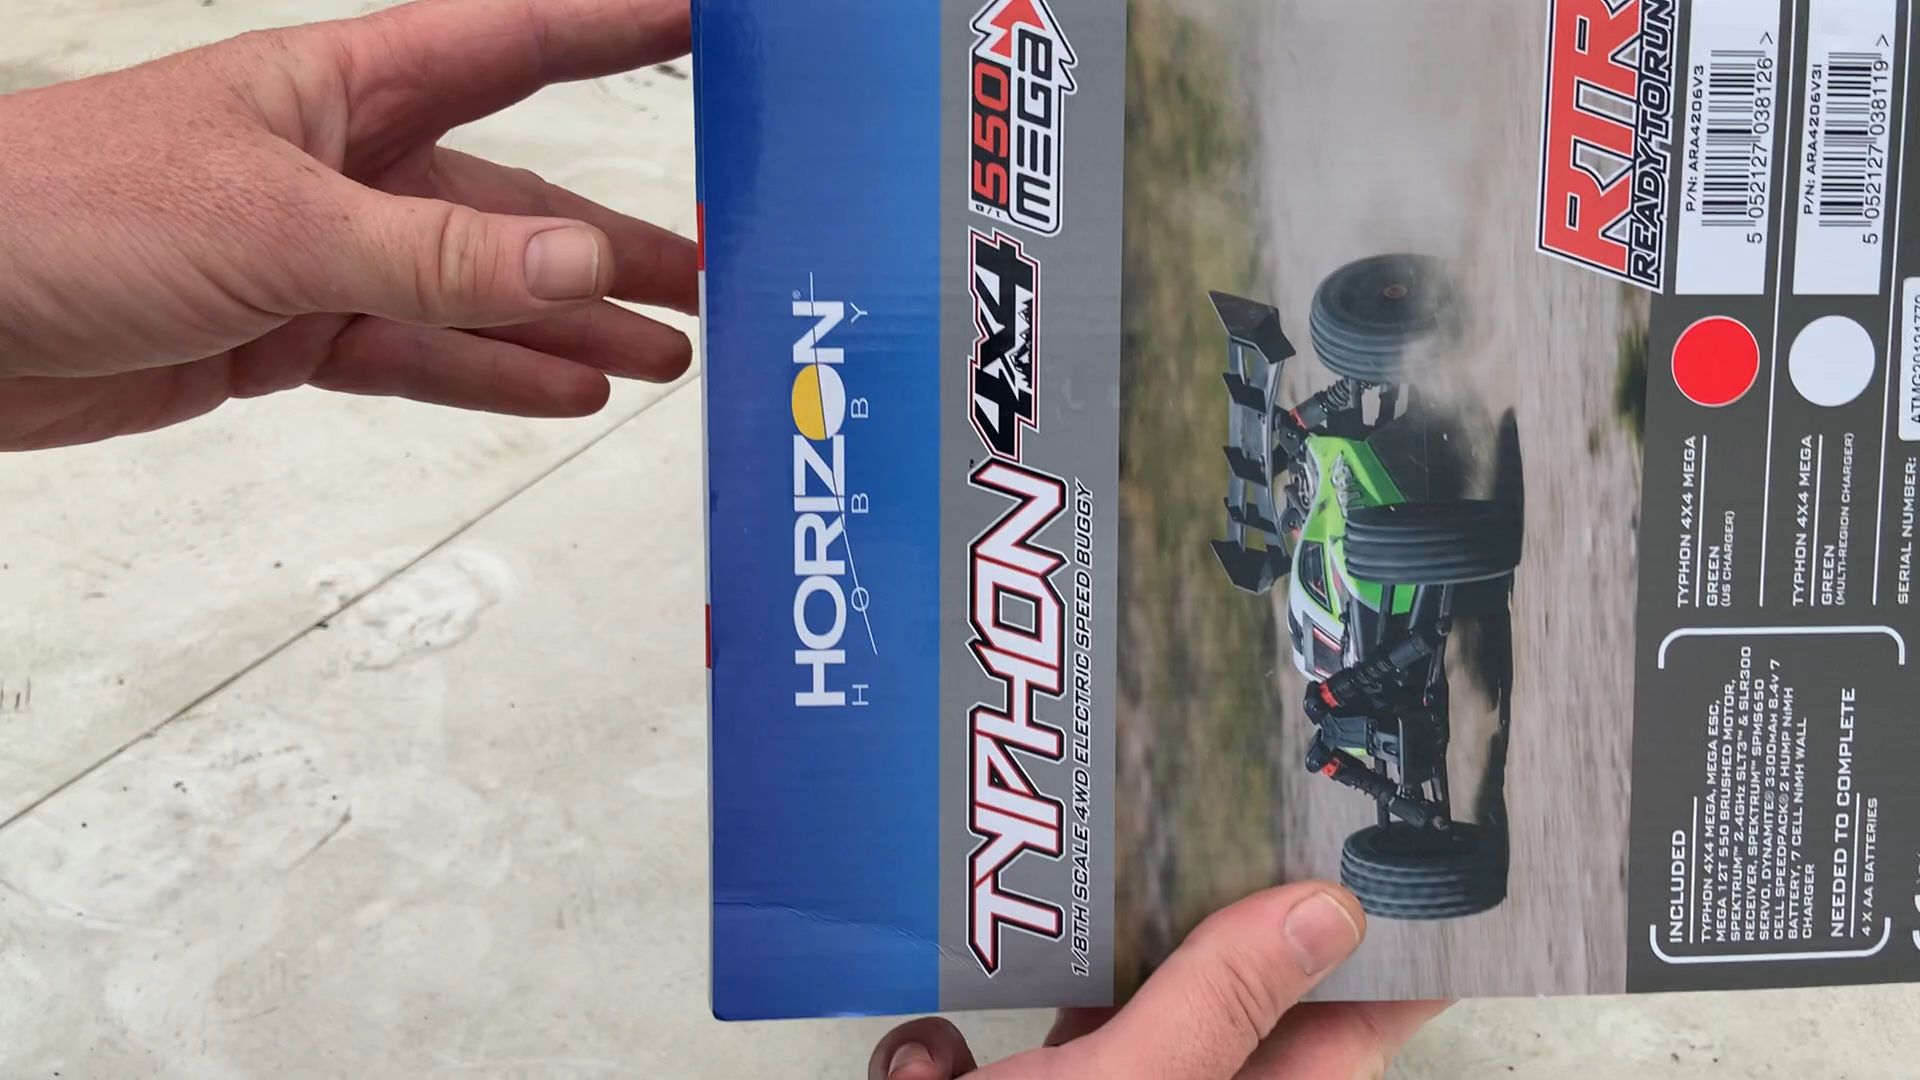 HORIZON®
HOBBY
TYPHON™ 4X4
1/8 550 MEGA
1/8TH SCALE 4WD ELECTRIC SPEED BUGGY
RTR
READY TO RUN
INCLUDED
TYPHON 4X4 MEGA, MEGA ESC,
MEGA 12T 550 BRUSHED MOTOR,
SPEKTRUM™ 2.4GHz SLT3™ & SLR300
RECEIVER, SPEKTRUM™ SPMS650
SERVO, DYNAMITE® 3300MAH 8.4V 7
CELL SPEEDPACK® 2 HUMP NiMH
BATTERY, 7 CELL NiMH WALL
CHARGER
NEEDED TO COMPLETE
4 X AA BATTERIES
TYPHON 4X4 MEGA
GREEN
(US CHARGER)
P/N: ARA4206V3
5 052127 038126 >
TYPHON 4X4 MEGA
GREEN
(MULTI-REGION CHARGER)
P/N: ARA4206V3I
5 052127 038119 >
SERIAL NUMBER: